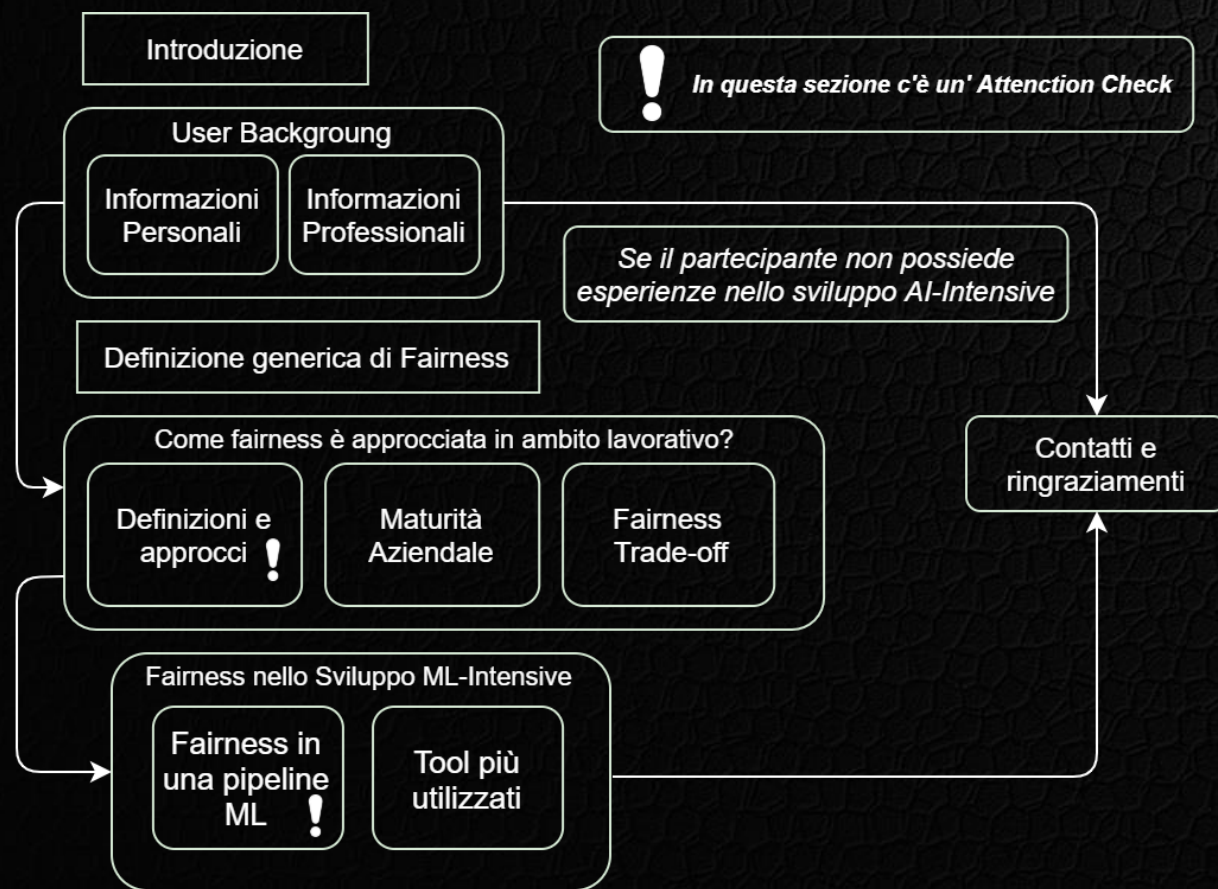 Introduzione
! In questa sezione c'è un' Attenction Check
User Backgroung
Informazioni
Personali
Informazioni
Professionali
Se il partecipante non possiede
esperienze nello sviluppo AI-Intensive
Definizione generica di Fairness
Come fairness è approcciata in ambito lavorativo?
Definizioni e
approcci !
Maturità
Aziendale
Fairness
Trade-off
Contatti e
ringraziamenti
Fairness nello Sviluppo ML-Intensive
Fairness in
una pipeline
ML !
Tool più
utilizzati